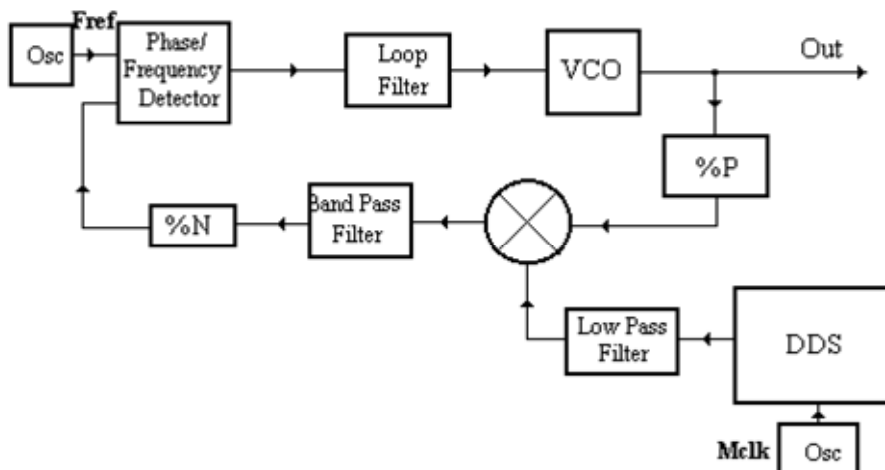 Fref
Osc
Phase/
Frequency
Detector
Loop
Filter
VCO
Out
%P
%N
Band Pass
Filter
Low Pass
Filter
DDS
Mclk
Osc